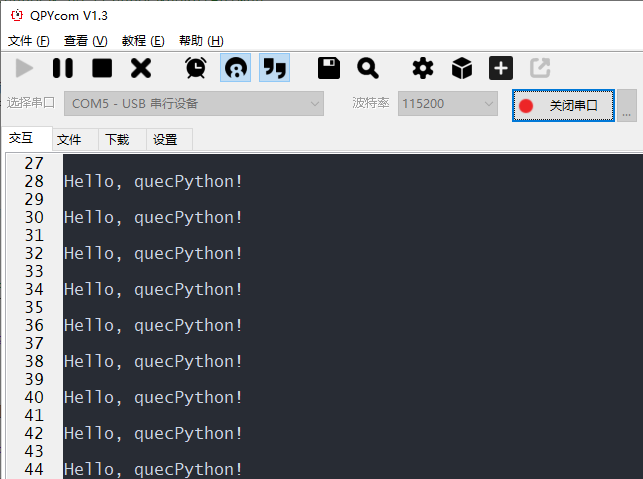 QPYcom V1.3
文件 (F) 查看 (V) 教程 (E) 帮助 (H)
选择串口 COM5 - USB 串行设备 波特率 115200 关闭串口 ...
交互 文件 下载 设置
27
28 Hello, quecPython!
29
30 Hello, quecPython!
31
32 Hello, quecPython!
33
34 Hello, quecPython!
35
36 Hello, quecPython!
37
38 Hello, quecPython!
39
40 Hello, quecPython!
41
42 Hello, quecPython!
43
44 Hello, quecPython!